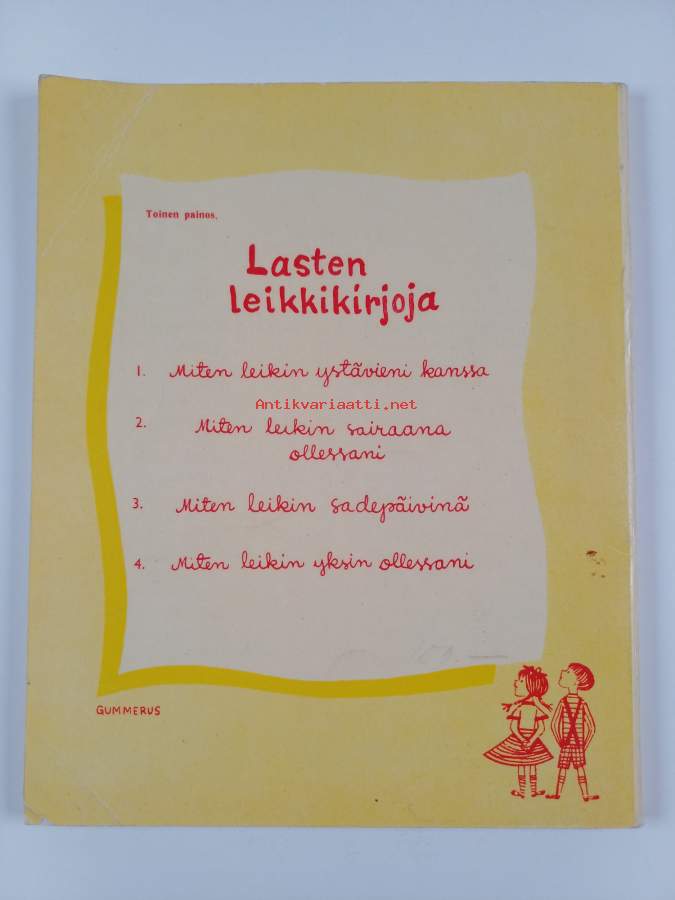 Toinen painos.
Lasten
leikkikirjoja
1. Miten leikin ystävieni kanssa
Antikvariaatti.net
2. Miten leikin sairaana
ollessani
3. Miten leikin sadepäivinä
4. Miten leikin yksin ollessani
GUMMERUS